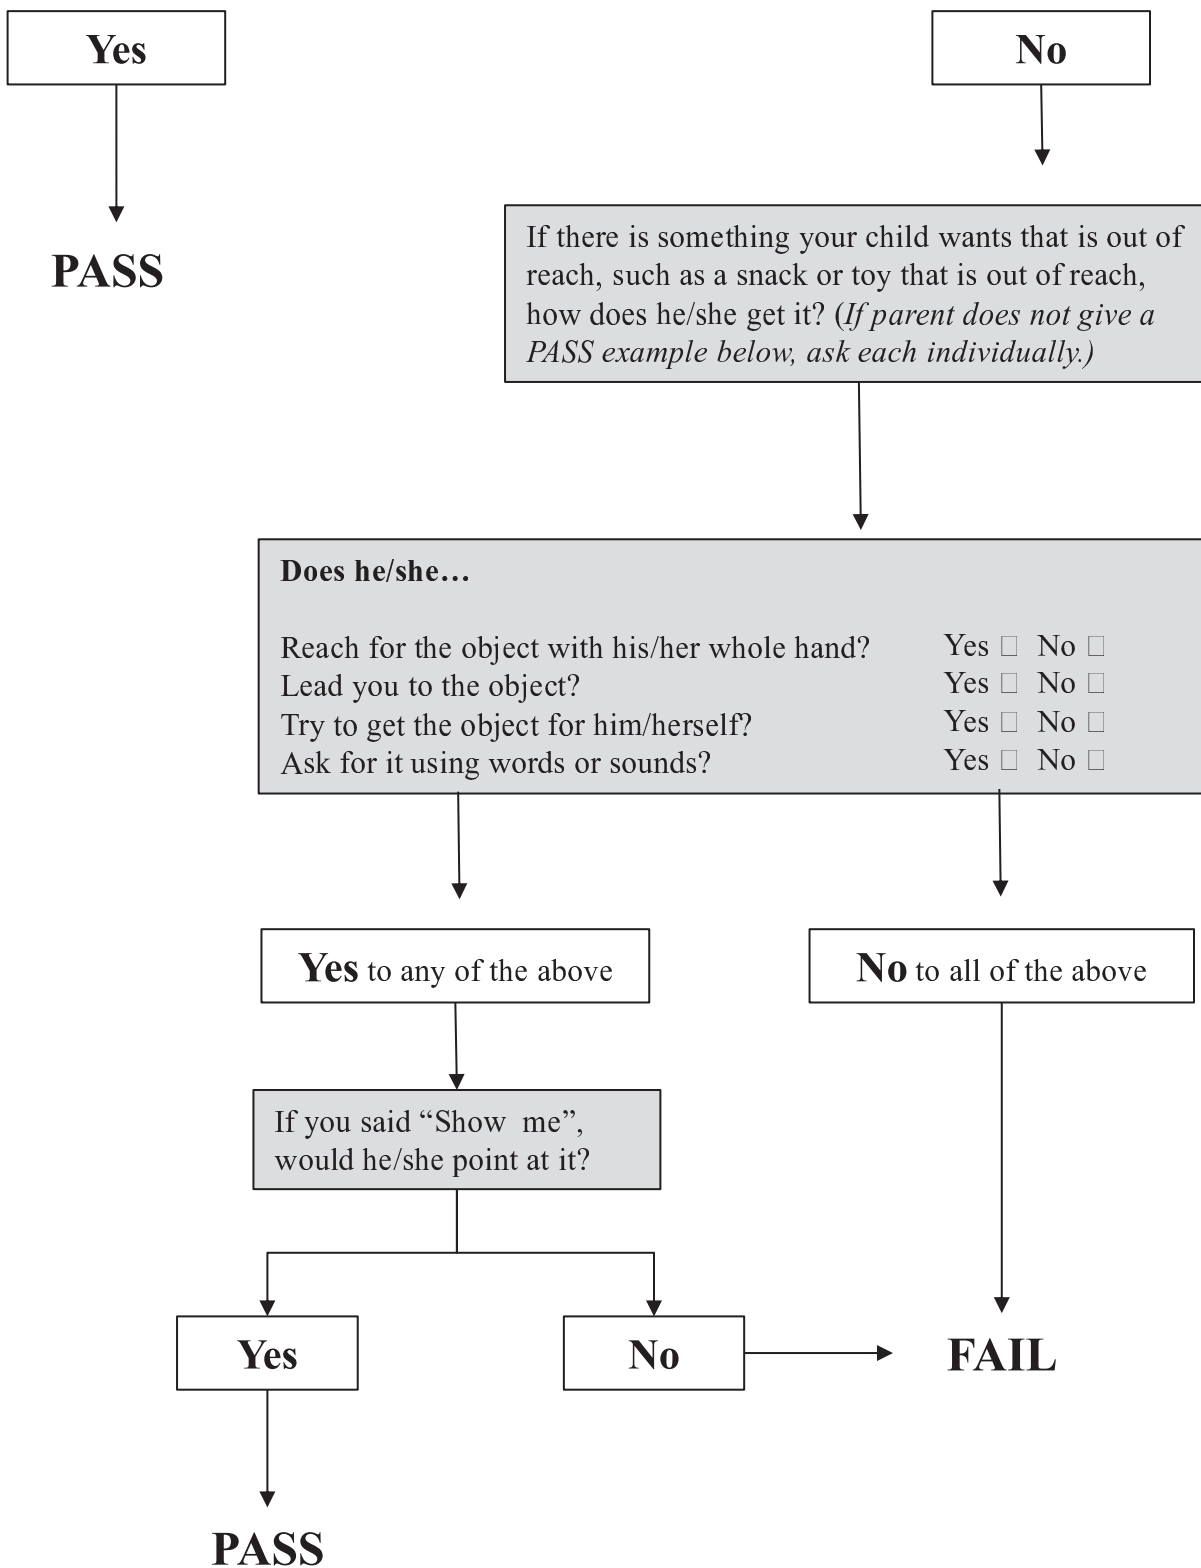 Yes
No
PASS
If there is something your child wants that is out of
reach, such as a snack or toy that is out of reach,
how does he/she get it? (If parent does not give a
PASS example below, ask each individually.)
Does he/she…
Reach for the object with his/her whole hand? Yes □ No □
Lead you to the object? Yes □ No □
Try to get the object for him/herself? Yes □ No □
Ask for it using words or sounds? Yes □ No □
Yes to any of the above
No to all of the above
If you said “Show me”,
would he/she point at it?
Yes
No
FAIL
PASS